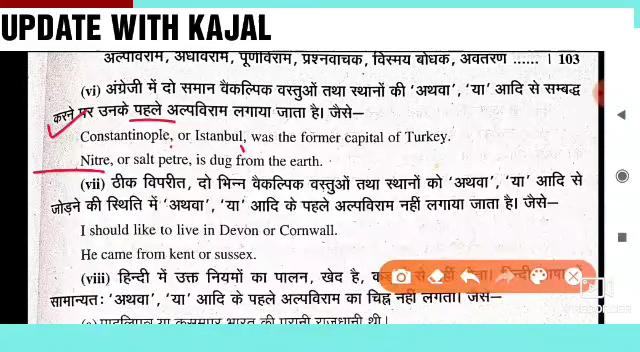 UPDATE WITH KAJAL
अल्पविराम, अर्धविराम, पूर्णविराम, प्रश्नवाचक, विस्मय बोधक, अवतरण ...... | 103
(vi) अंग्रेजी में दो समान वैकल्पिक वस्तुओं तथा स्थानों की ‘अथवा’, ‘या’ आदि से सम्बद्ध
करने पर उनके पहले अल्पविराम लगाया जाता है। जैसे—
Constantinople, or Istanbul, was the former capital of Turkey.
Nitre, or salt petre, is dug from the earth.
(vii) ठीक विपरीत, दो भिन्न वैकल्पिक वस्तुओं तथा स्थानों को ‘अथवा’, ‘या’ आदि से
जोड़ने की स्थिति में ‘अथवा’, ‘या’ आदि के पहले अल्पविराम नहीं लगाया जाता है। जैसे—
I should like to live in Devon or Cornwall.
He came from kent or sussex.
(viii) हिन्दी में उक्त नियमों का पालन, खेद है, से
सामान्यतः ‘अथवा’, ‘या’ आदि के पहले अल्पविराम का चिह्न नहीं लगता। जैसे—
भारत की पुरानी राजधानी थी।
RECORDER